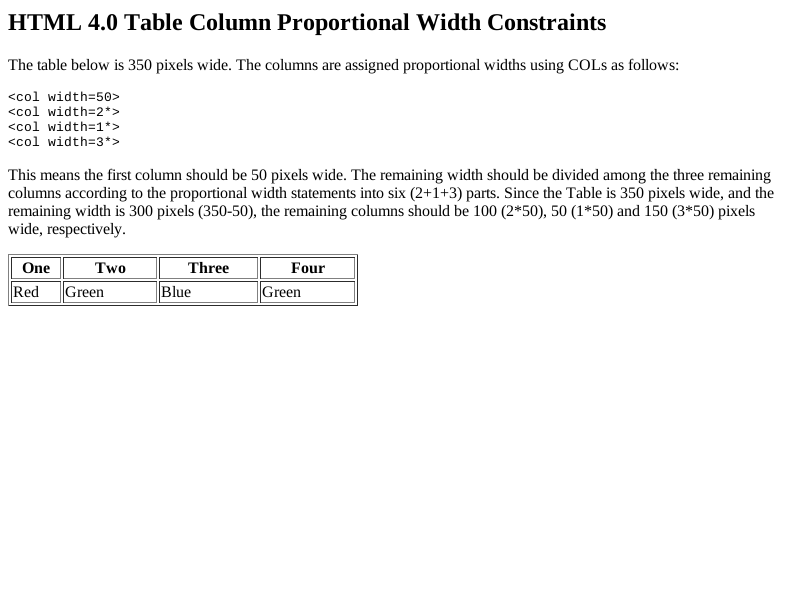 HTML 4.0 Table Column Proportional Width Constraints
The table below is 350 pixels wide. The columns are assigned proportional widths using COLs as follows:
<col width=50>
<col width=2*>
<col width=1*>
<col width=3*>
This means the first column should be 50 pixels wide. The remaining width should be divided among the three remaining
columns according to the proportional width statements into six (2+1+3) parts. Since the Table is 350 pixels wide, and the
remaining width is 300 pixels (350-50), the remaining columns should be 100 (2*50), 50 (1*50) and 150 (3*50) pixels
wide, respectively.
One Two Three Four
Red Green Blue Green